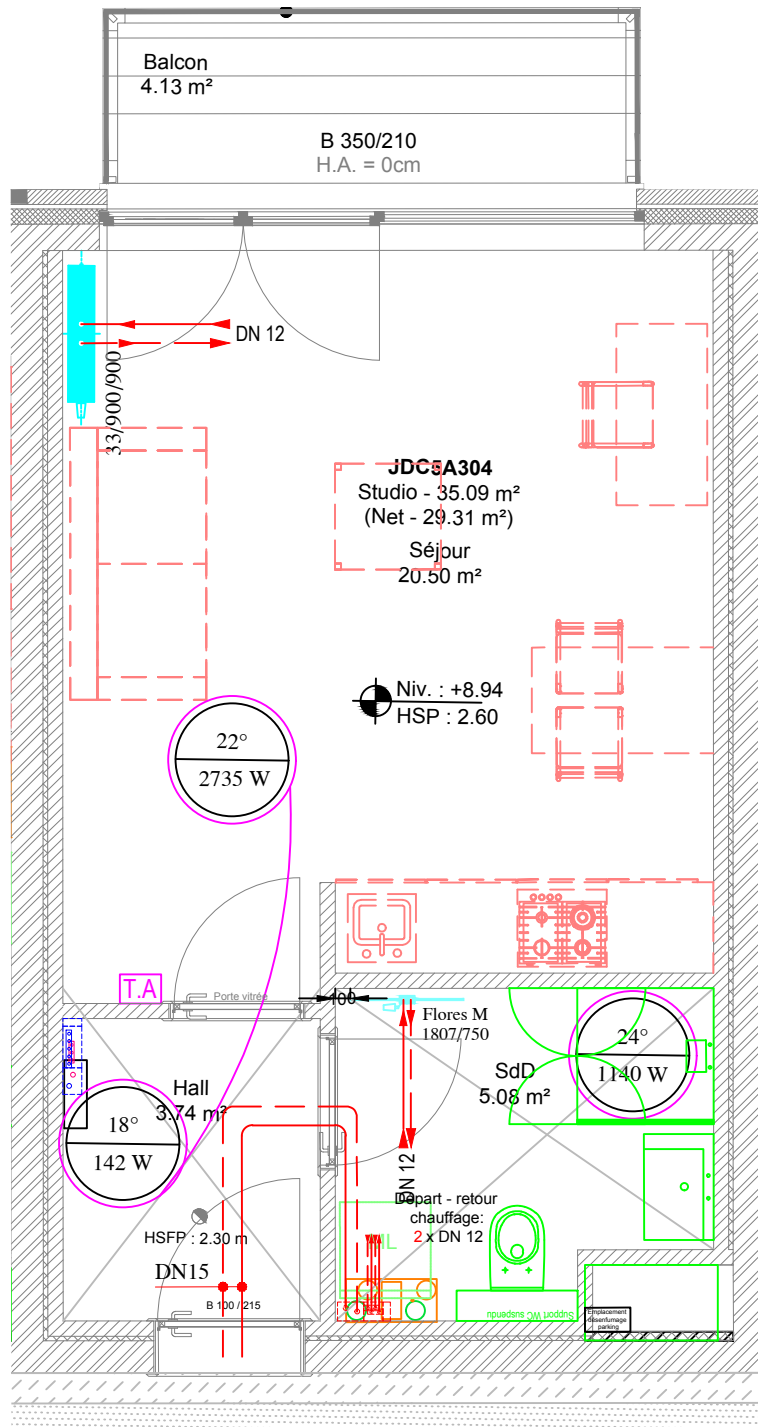 Balcon
4.13 m²
B 350/210
H.A. = 0cm
DN 12
33/900/900
JDC5A304
Studio - 35.09 m²
(Net - 29.31 m²)
Séjour
20.50 m²
Niv. : +8.94
HSP : 2.60
22°
2735 W
T.A
Porte vitrée
100
Flores M
1807/750
24°
1140 W
SdD
5.08 m²
Hall
3.74 m²
18°
142 W
DN 12
Départ - retour
chauffage:
2 x DN 12
HSFP : 2.30 m
DN15
B 100 / 215
ML
Support WC suspendu
Emplacement
désenfumage
parking